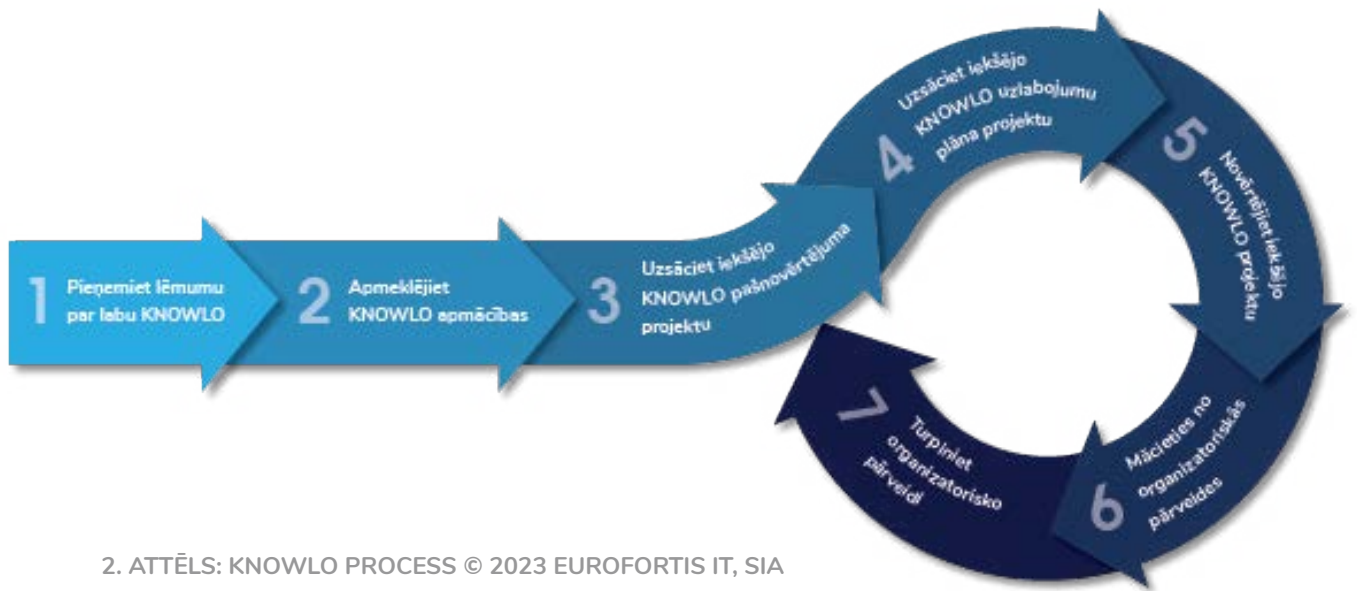 1
Pieņemiet lēmumu
par labu KNOWLO
2
Apmeklējiet
KNOWLO apmācības
3
Uzsāciet iekšējo
KNOWLO pašnovērtējuma
projektu
4
Uzsāciet iekšējo
KNOWLO uzlabojumu
plāna projektu
5
Novērtējiet iekšējo
KNOWLO projektu
6
Mācieties no
organizatoriskās
pārveides
7
Turpiniet
organizatorisko
pārveidi
2. ATTĒLS: KNOWLO PROCESS © 2023 EUROFORTIS IT, SIA